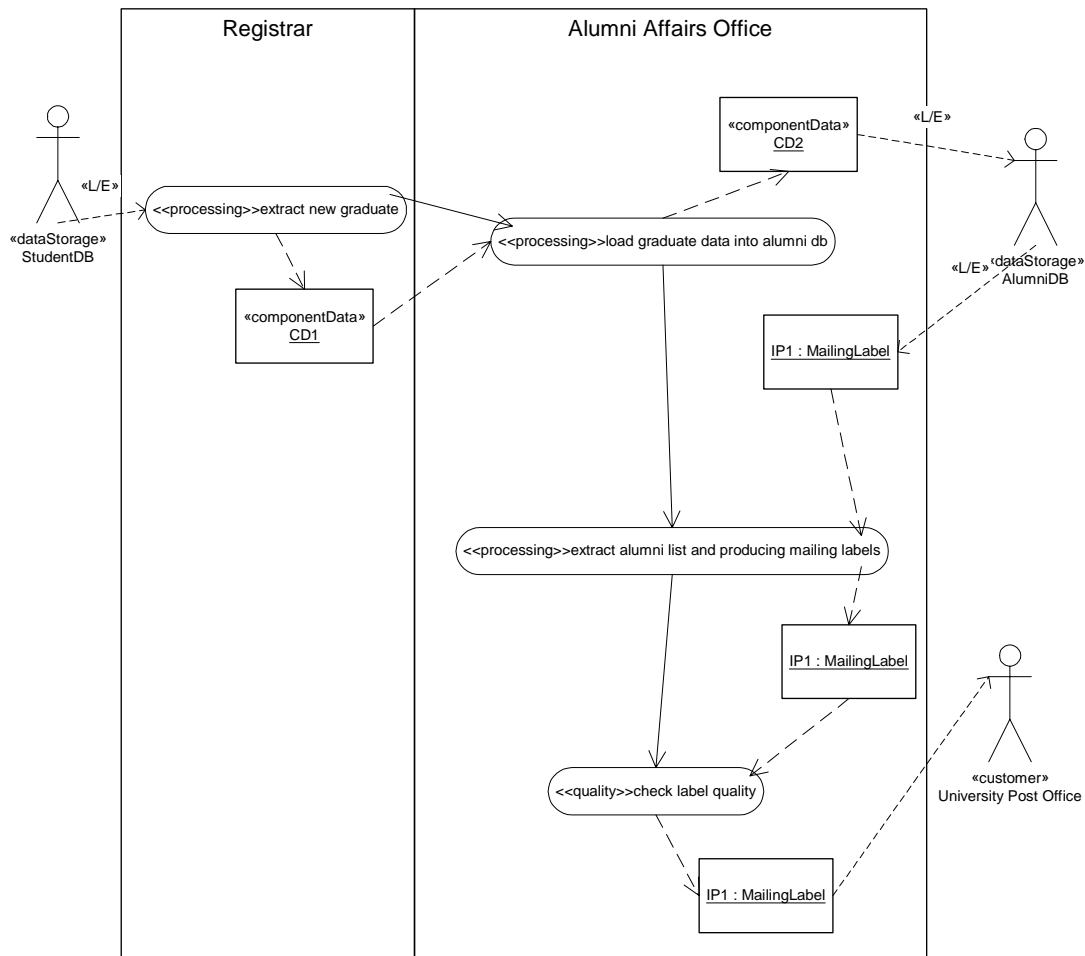 Registrar
Alumni Affairs Office
«componentData»
CD2
«L/E»
«L/E»
«dataStorage»
StudentDB
<<processing>>extract new graduate
<<processing>>load graduate data into alumni db
«L/E»
«dataStorage»
AlumniDB
«componentData»
CD1
IP1 : MailingLabel
<<processing>>extract alumni list and producing mailing labels
IP1 : MailingLabel
<<quality>>check label quality
«customer»
University Post Office
IP1 : MailingLabel